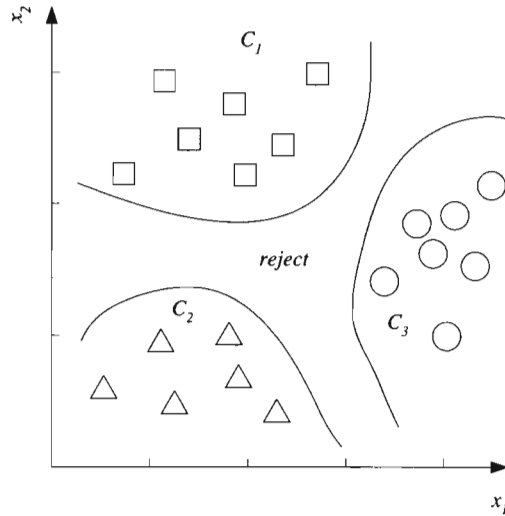 x₂
C₁
reject
C₂
C₃
x₁